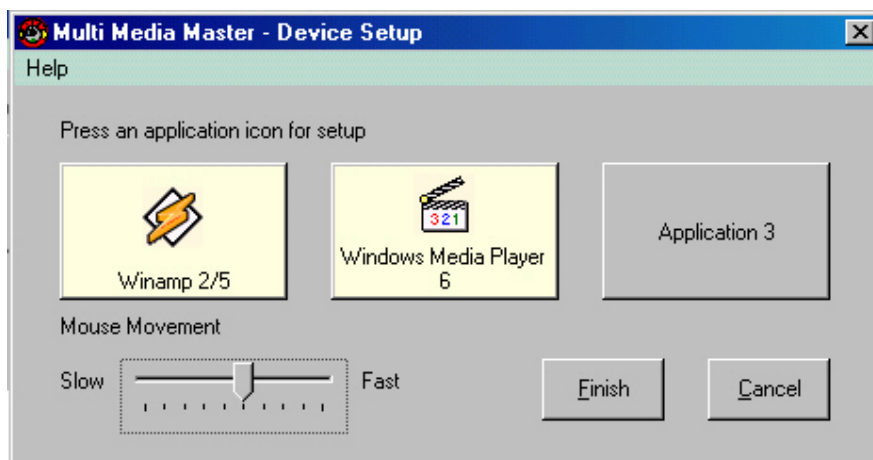 Multi Media Master - Device Setup
Help
Press an application icon for setup
Winamp 2/5
321
Windows Media Player
6
Application 3
Mouse Movement
Slow
Fast
Finish
Cancel